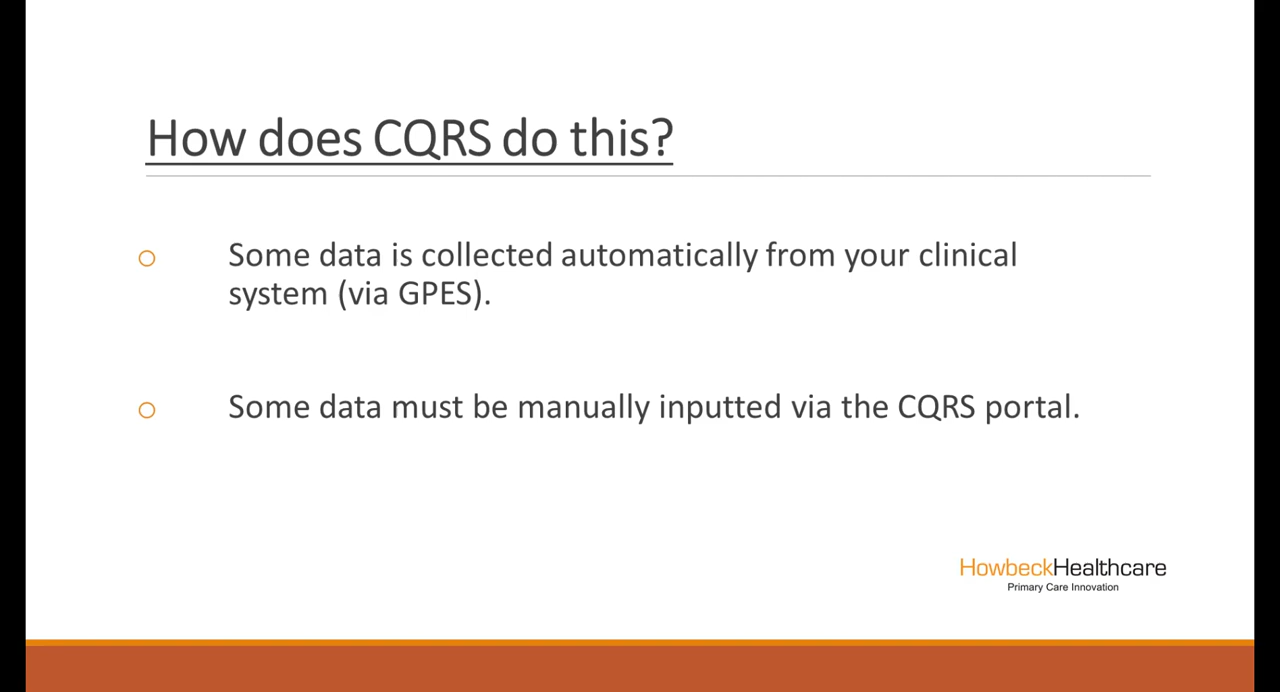 How does CQRS do this?
Some data is collected automatically from your clinical
system (via GPES).
Some data must be manually inputted via the CQRS portal.
HowbeckHealthcare
Primary Care Innovation